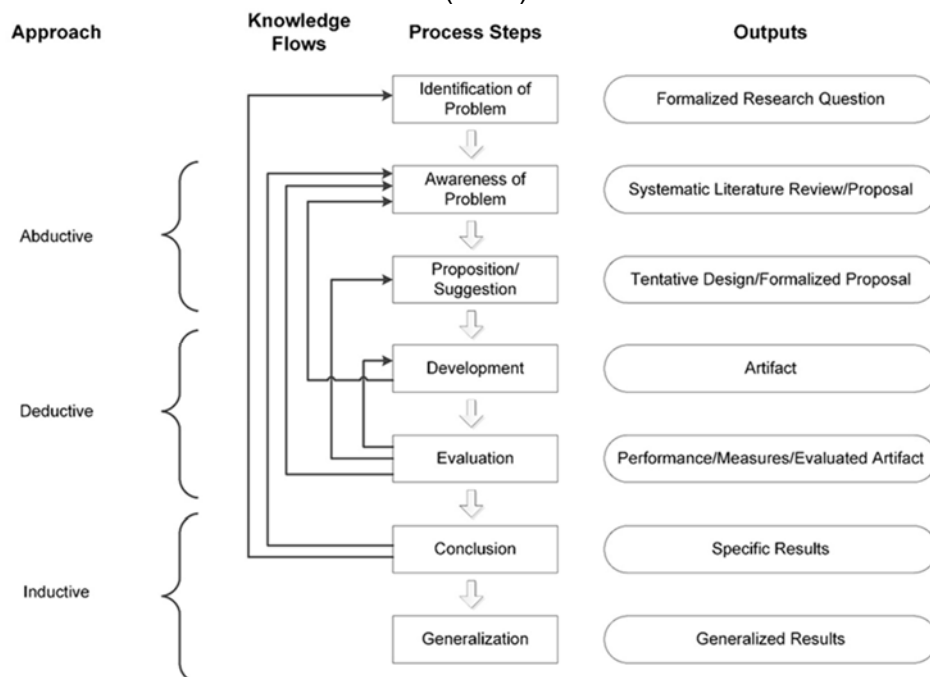 Approach
Knowledge
Flows
Process Steps
Outputs
Identification of
Problem
Formalized Research Question
Awareness of
Problem
Systematic Literature Review/Proposal
Abductive
Proposition/
Suggestion
Tentative Design/Formalized Proposal
Development
Artifact
Deductive
Evaluation
Performance/Measures/Evaluated Artifact
Conclusion
Specific Results
Inductive
Generalization
Generalized Results